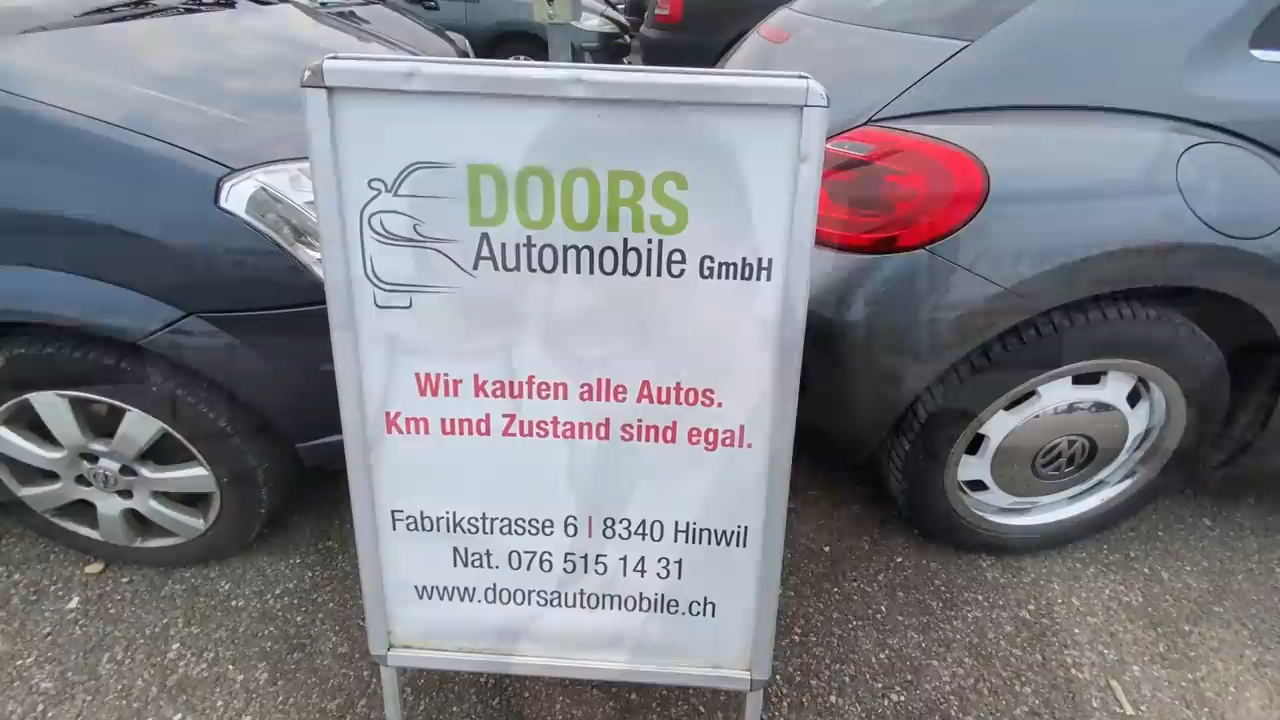 DOORS
Automobile GmbH
Wir kaufen alle Autos.
Km und Zustand sind egal.
Fabrikstrasse 6 | 8340 Hinwil
Nat. 076 515 14 31
www.doorsautomobile.ch